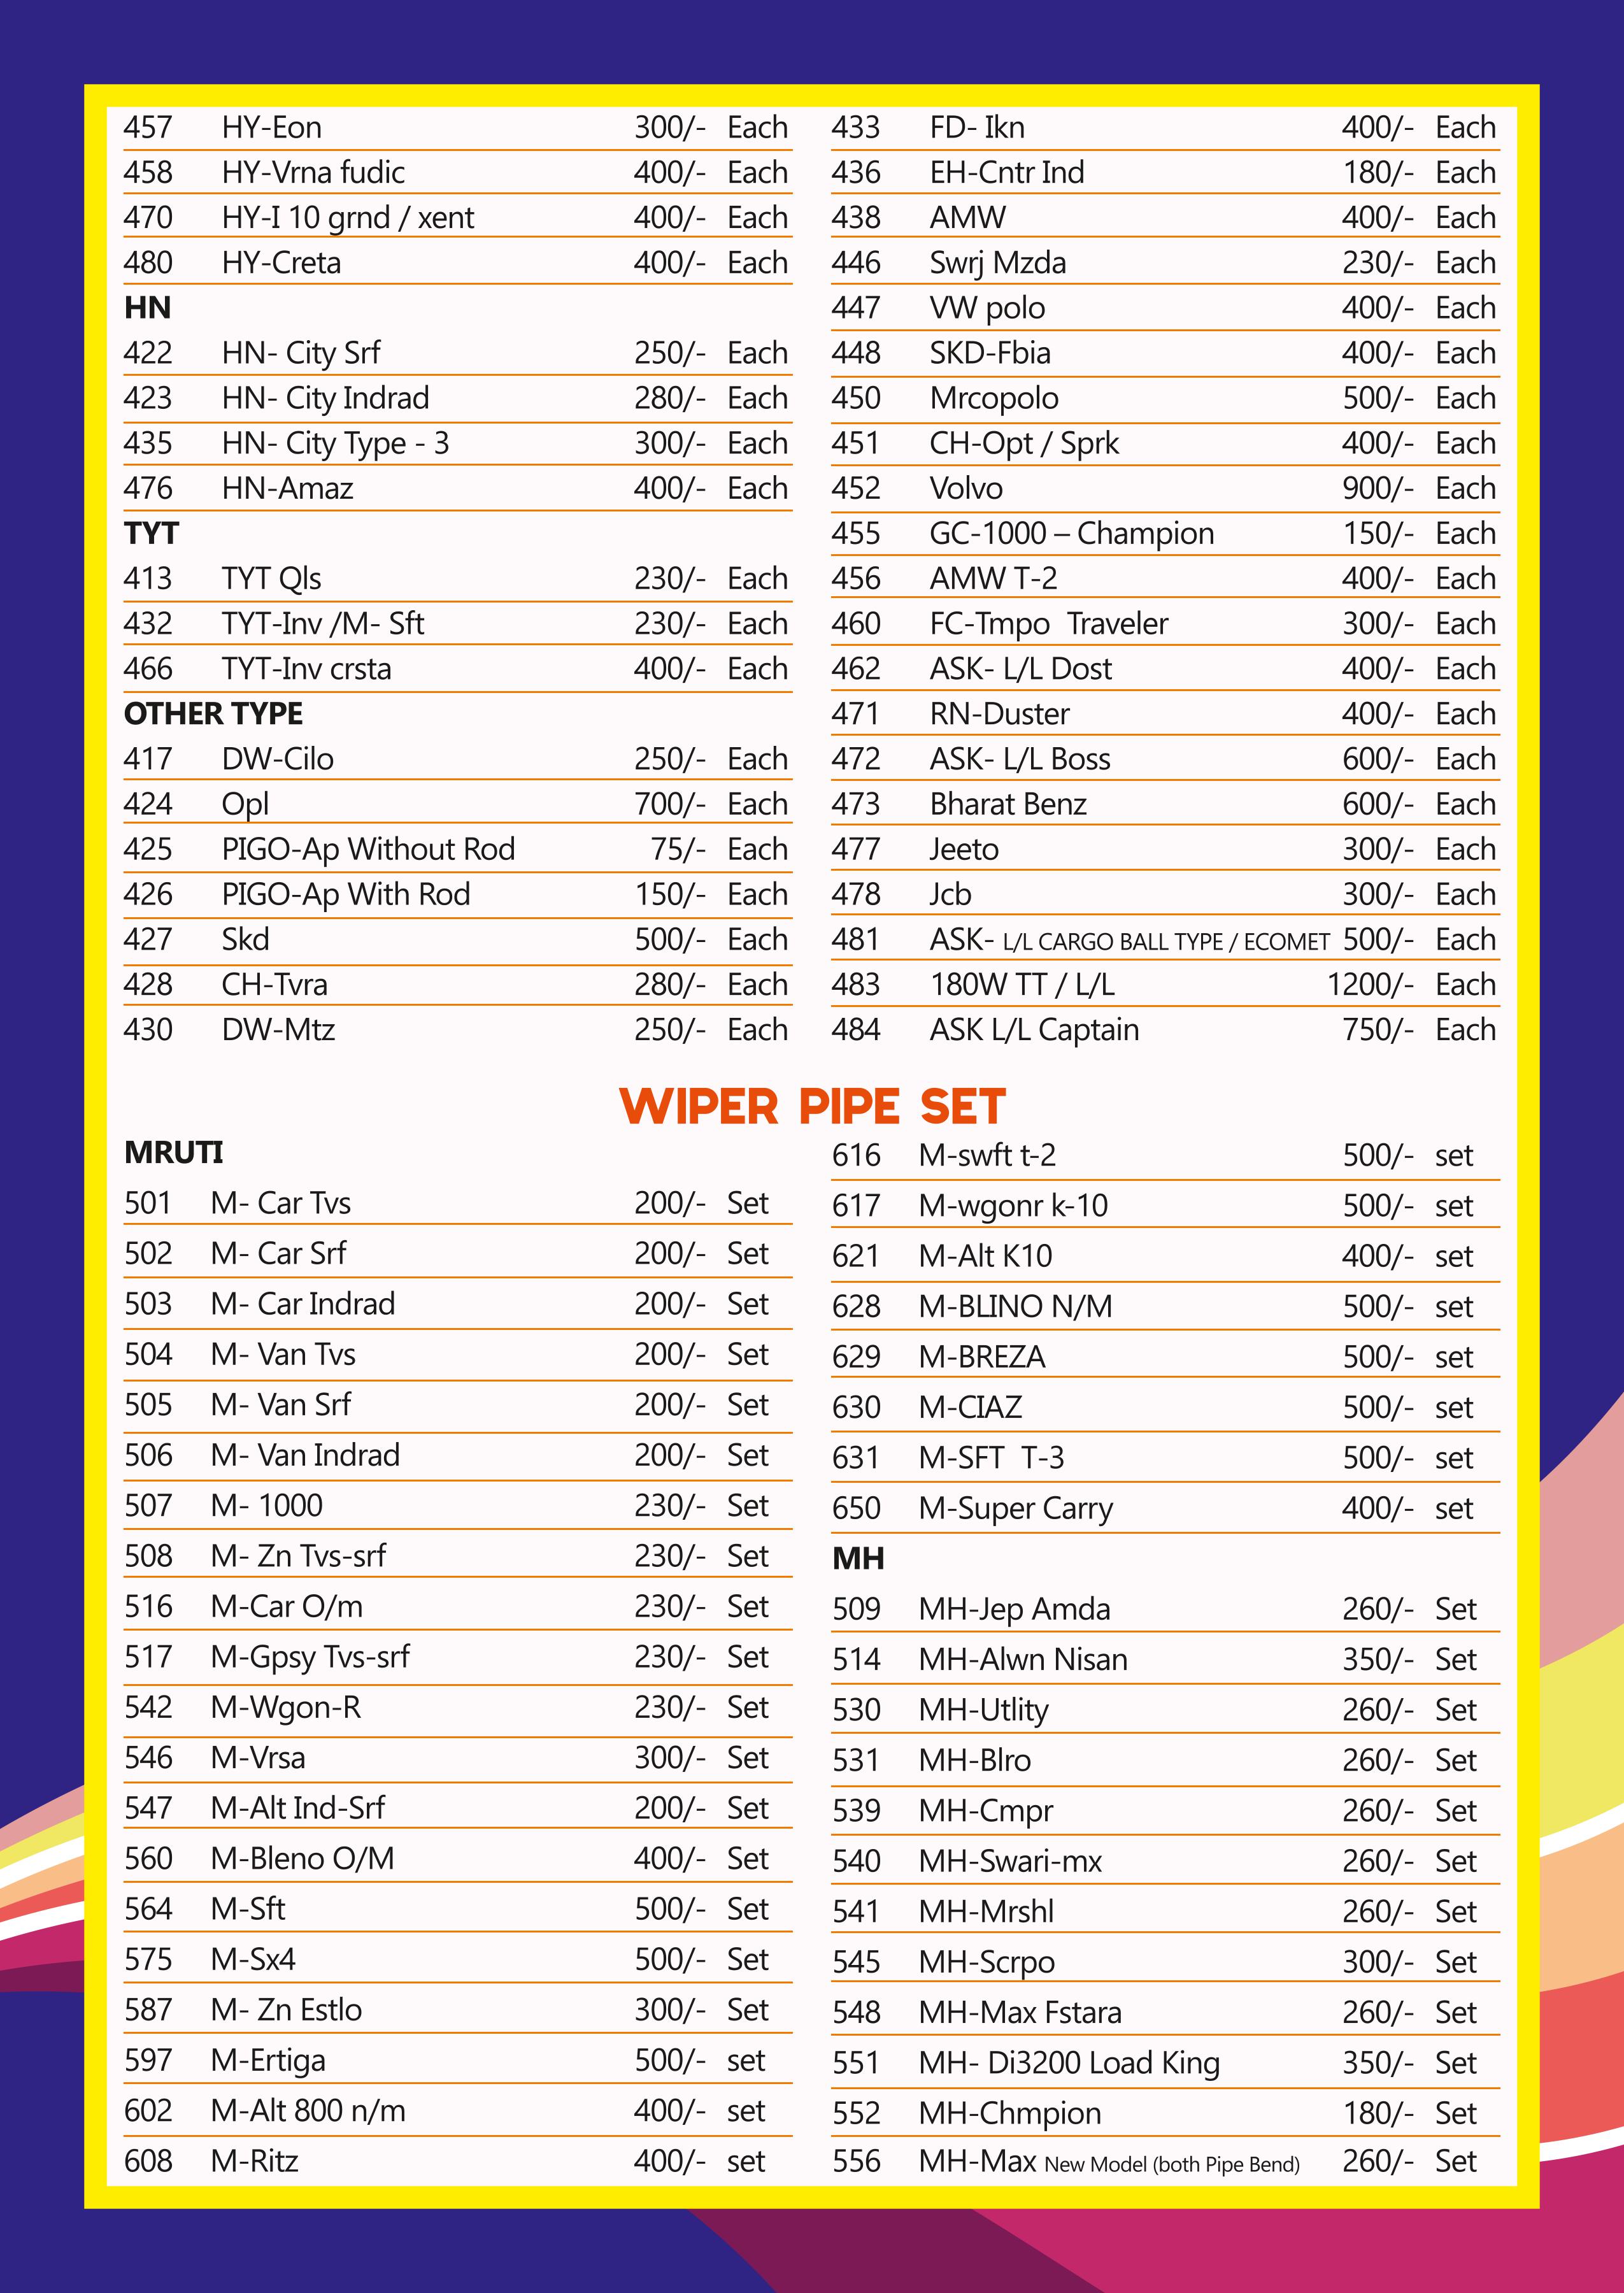 457 HY-Eon 300/- Each
458 HY-Vrna fudic 400/- Each
470 HY-I 10 grnd / xent 400/- Each
480 HY-Creta 400/- Each
HN
422 HN- City Srf 250/- Each
423 HN- City Indrad 280/- Each
435 HN- City Type - 3 300/- Each
476 HN-Amaz 400/- Each
TYT
413 TYT Qls 230/- Each
432 TYT-Inv /M- Sft 230/- Each
466 TYT-Inv crsta 400/- Each
OTHER TYPE
417 DW-Cilo 250/- Each
424 Opl 700/- Each
425 PIGO-Ap Without Rod 75/- Each
426 PIGO-Ap With Rod 150/- Each
427 Skd 500/- Each
428 CH-Tvra 280/- Each
430 DW-Mtz 250/- Each
433 FD- Ikn 400/- Each
436 EH-Cntr Ind 180/- Each
438 AMW 400/- Each
446 Swrj Mzda 230/- Each
447 VW polo 400/- Each
448 SKD-Fbia 400/- Each
450 Mrcopolo 500/- Each
451 CH-Opt / Sprk 400/- Each
452 Volvo 900/- Each
455 GC-1000 – Champion 150/- Each
456 AMW T-2 400/- Each
460 FC-Tmpo Traveler 300/- Each
462 ASK- L/L Dost 400/- Each
471 RN-Duster 400/- Each
472 ASK- L/L Boss 600/- Each
473 Bharat Benz 600/- Each
477 Jeeto 300/- Each
478 Jcb 300/- Each
481 ASK- L/L CARGO BALL TYPE / ECOMET 500/- Each
483 180W TT / L/L 1200/- Each
484 ASK L/L Captain 750/- Each
WIPER PIPE SET
MRUTI
501 M- Car Tvs 200/- Set
502 M- Car Srf 200/- Set
503 M- Car Indrad 200/- Set
504 M- Van Tvs 200/- Set
505 M- Van Srf 200/- Set
506 M- Van Indrad 200/- Set
507 M- 1000 230/- Set
508 M- Zn Tvs-srf 230/- Set
516 M-Car O/m 230/- Set
517 M-Gpsy Tvs-srf 230/- Set
542 M-Wgon-R 230/- Set
546 M-Vrsa 300/- Set
547 M-Alt Ind-Srf 200/- Set
560 M-Bleno O/M 400/- Set
564 M-Sft 500/- Set
575 M-Sx4 500/- Set
587 M- Zn Estlo 300/- Set
597 M-Ertiga 500/- set
602 M-Alt 800 n/m 400/- set
608 M-Ritz 400/- set
616 M-swft t-2 500/- set
617 M-wgonr k-10 500/- set
621 M-Alt K10 400/- set
628 M-BLINO N/M 500/- set
629 M-BREZA 500/- set
630 M-CIAZ 500/- set
631 M-SFT T-3 500/- set
650 M-Super Carry 400/- set
MH
509 MH-Jep Amda 260/- Set
514 MH-Alwn Nisan 350/- Set
530 MH-Utlity 260/- Set
531 MH-Blro 260/- Set
539 MH-Cmpr 260/- Set
540 MH-Swari-mx 260/- Set
541 MH-Mrshl 260/- Set
545 MH-Scrpo 300/- Set
548 MH-Max Fstara 260/- Set
551 MH- Di3200 Load King 350/- Set
552 MH-Chmpion 180/- Set
556 MH-Max New Model (both Pipe Bend) 260/- Set